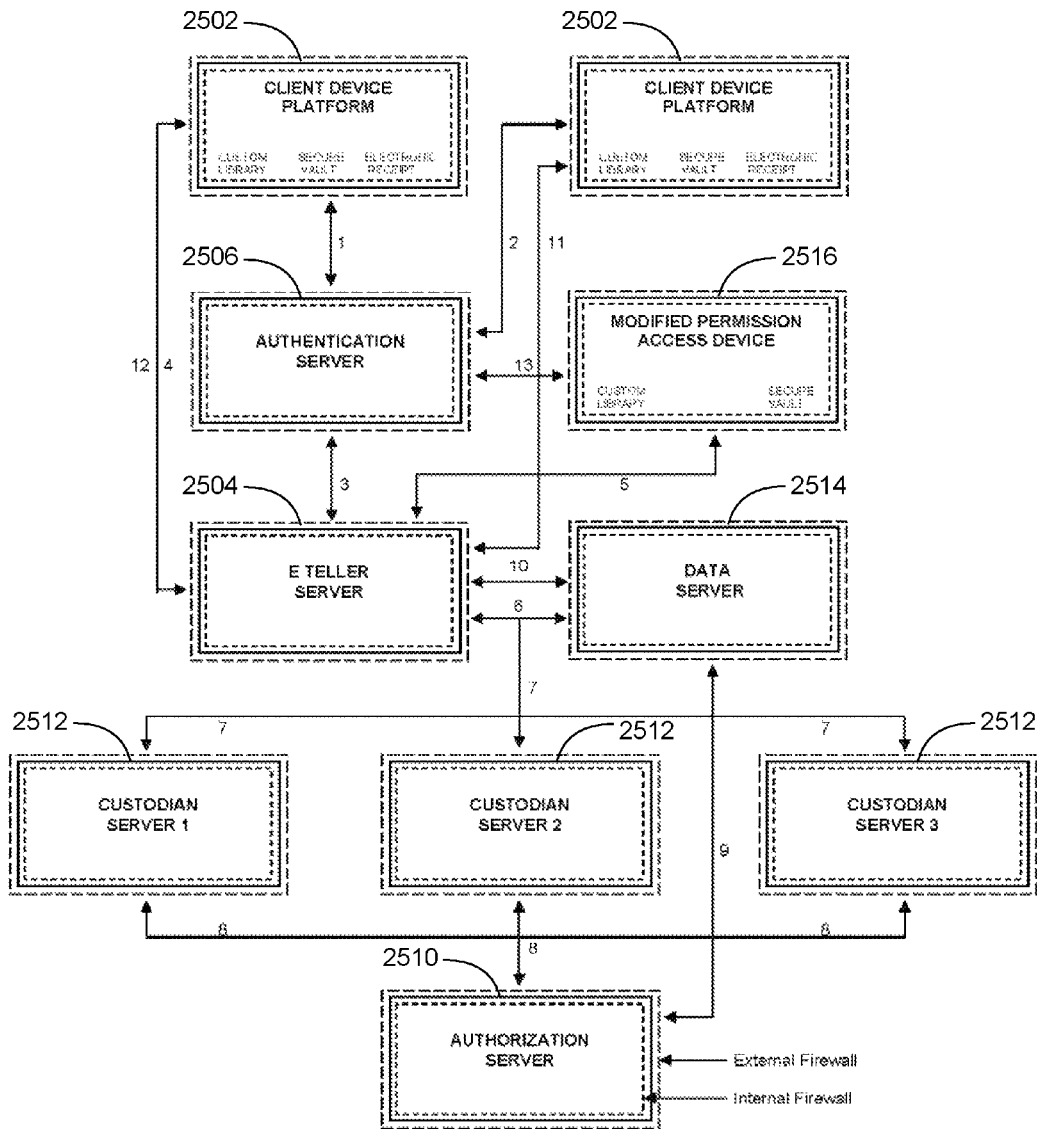 2502
2502
CLIENT DEVICE
PLATFORM
CUSTOM
LIBRARY
SECURE
VAULT
ELECTRONIC
RECEIPT
CLIENT DEVICE
PLATFORM
CUSTOM
LIBRARY
SECURE
VAULT
ELECTRONIC
RECEIPT
1
2
11
2506
2516
AUTHENTICATION
SERVER
MODIFIED PERMISSION
ACCESS DEVICE
CUSTOM
LIBRARY
SECURE
VAULT
12
4
13
3
5
2504
2514
E TELLER
SERVER
DATA
SERVER
10
6
7
7
7
2512
2512
2512
CUSTODIAN
SERVER 1
CUSTODIAN
SERVER 2
CUSTODIAN
SERVER 3
9
8
8
8
2510
AUTHORIZATION
SERVER
External Firewall
Internal Firewall